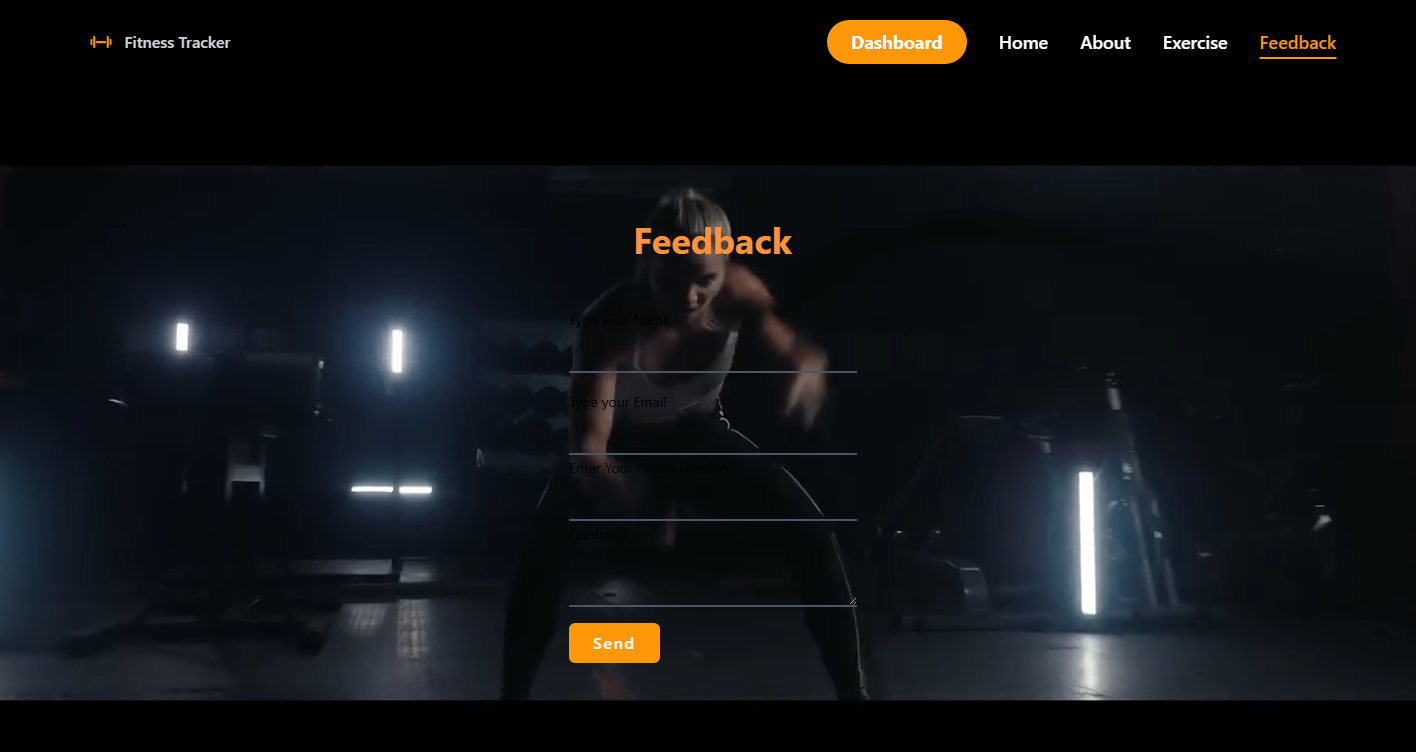 Fitness Tracker
Dashboard Home About Exercise Feedback
Feedback
Type your Name
Type your Email
Enter Your Phone Number
Feedback
Send